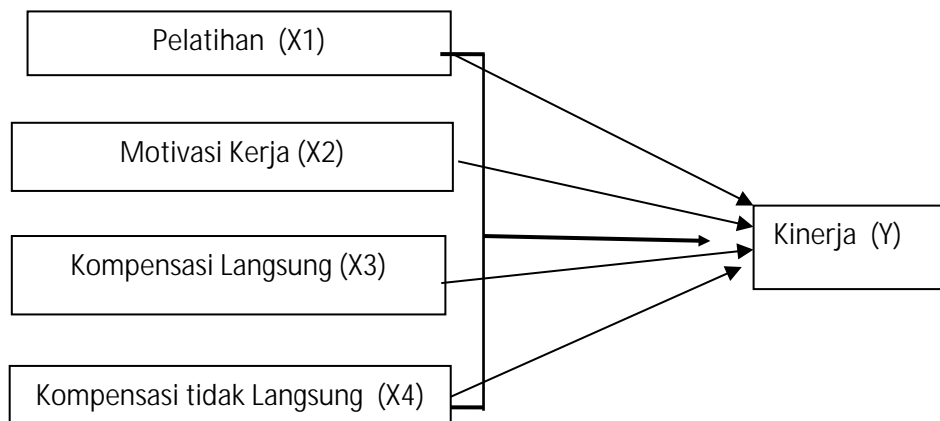 Pelatihan (X1)
Motivasi Kerja (X2)
Kinerja (Y)
Kompensasi Langsung (X3)
Kompensasi tidak Langsung (X4)